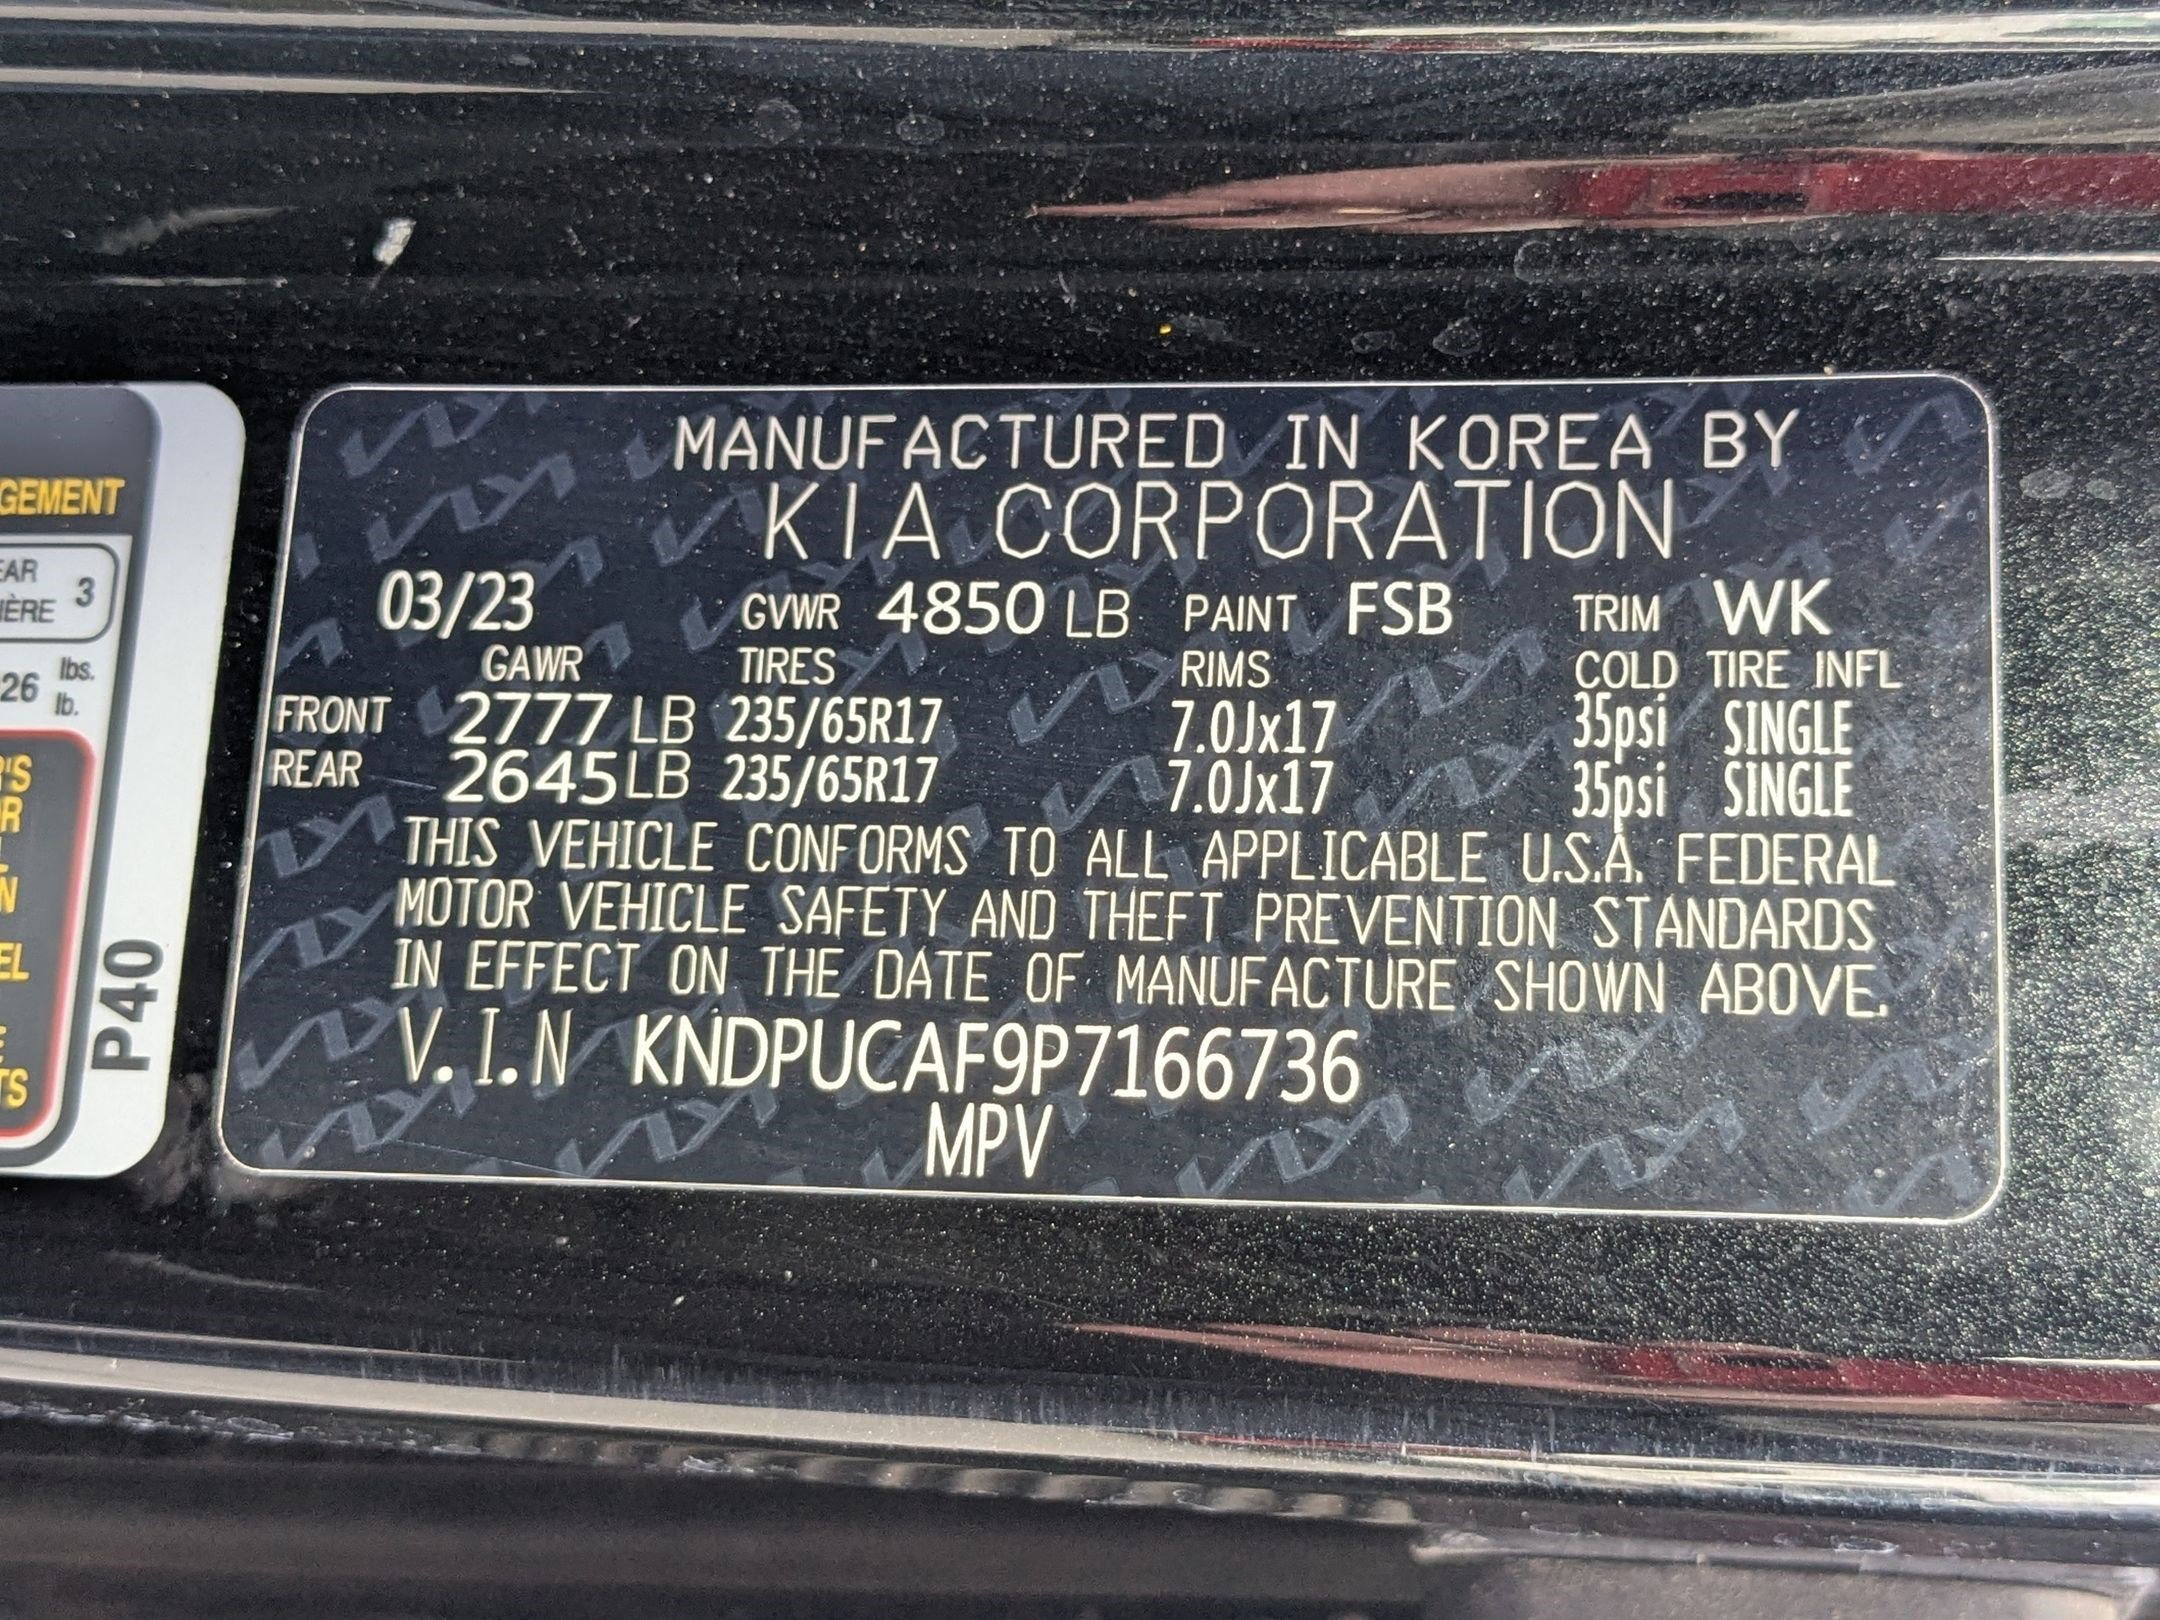 MANUFACTURED IN KOREA BY
KIA CORPORATION
03/23 GVWR 4850 LB PAINT FSB TRIM WK
GAWR TIRES RIMS COLD TIRE INFL
FRONT 2777 LB 235/65R17 7.0Jx17 35psi SINGLE
REAR 2645 LB 235/65R17 7.0Jx17 35psi SINGLE
THIS VEHICLE CONFORMS TO ALL APPLICABLE U.S.A. FEDERAL
MOTOR VEHICLE SAFETY AND THEFT PREVENTION STANDARDS
IN EFFECT ON THE DATE OF MANUFACTURE SHOWN ABOVE.
V.I.N KNDPUCAF9P7166736
MPV
GEMENT
EAR 3
IÈRE
26 lbs.
lb.
P40